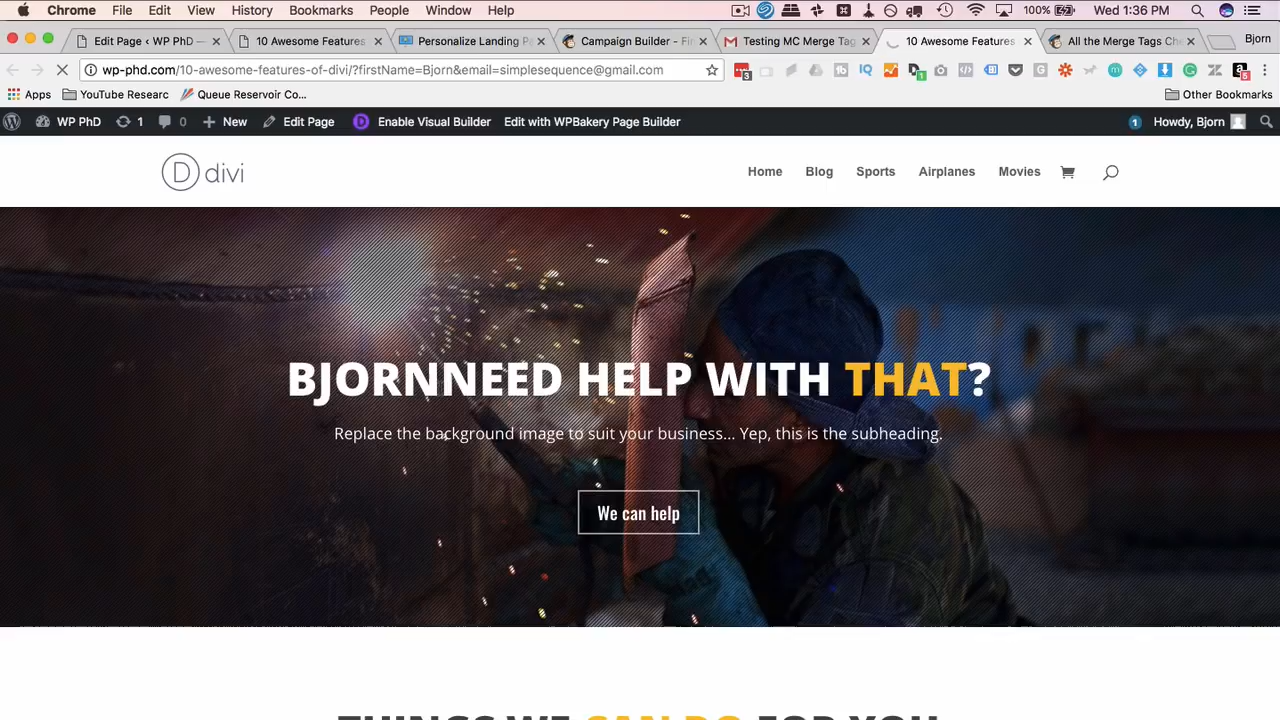 Chrome File Edit View History Bookmarks People Window Help 100% Wed 1:36 PM
Edit Page ‹ WP PhD — 10 Awesome Features Personalize Landing P Campaign Builder - Fi Testing MC Merge Tag 10 Awesome Features All the Merge Tags Che Bjorn
wp-phd.com/10-awesome-features-of-divi/?firstName=Bjorn&email=simplesequence@gmail.com
Apps YouTube Researc Queue Reservoir Co... Other Bookmarks
WP PhD 1 0 New Edit Page Enable Visual Builder Edit with WPBakery Page Builder 1 Howdy, Bjorn
D divi Home Blog Sports Airplanes Movies
BJORNNEED HELP WITH THAT?
Replace the background image to suit your business... Yep, this is the subheading.
We can help
THINGS WE CAN DO FOR YOU